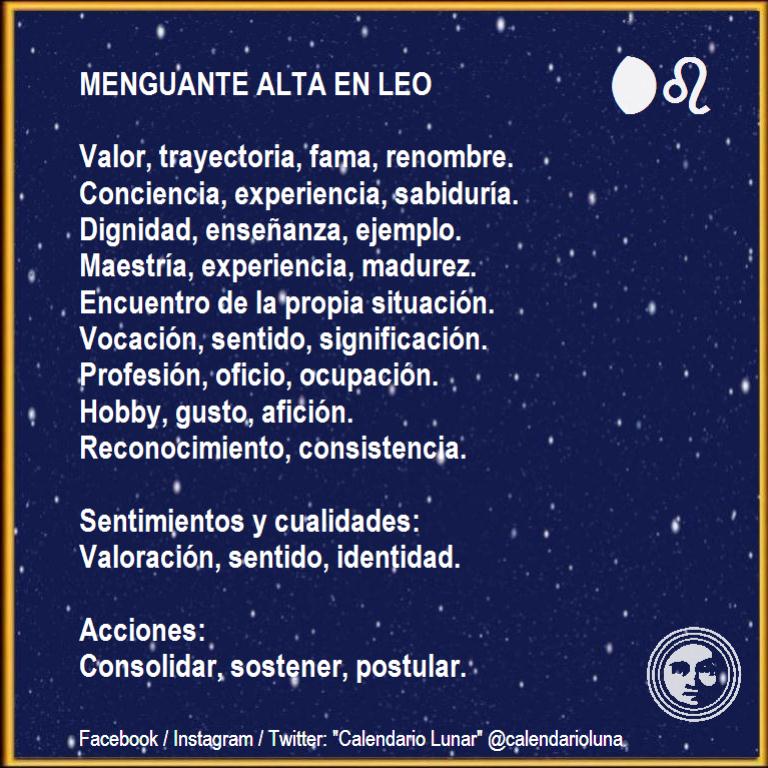 MENGUANTE ALTA EN LEO
Valor, trayectoria, fama, renombre.
Conciencia, experiencia, sabiduría.
Dignidad, enseñanza, ejemplo.
Maestría, experiencia, madurez.
Encuentro de la propia situación.
Vocación, sentido, significación.
Profesión, oficio, ocupación.
Hobby, gusto, afición.
Reconocimiento, consistencia.
Sentimientos y cualidades:
Valoración, sentido, identidad.
Acciones:
Consolidar, sostener, postular.
Facebook / Instagram / Twitter: "Calendario Lunar" @calendarioluna